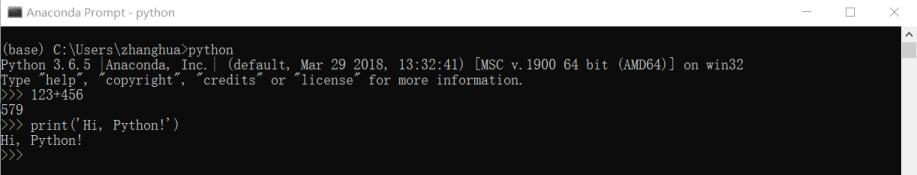 Anaconda Prompt - python
(base) C:\Users\zhanghua>python
Python 3.6.5 |Anaconda, Inc.| (default, Mar 29 2018, 13:32:41) [MSC v.1900 64 bit (AMD64)] on win32
Type "help", "copyright", "credits" or "license" for more information.
>>> 123+456
579
>>> print('Hi, Python!')
Hi, Python!
>>>